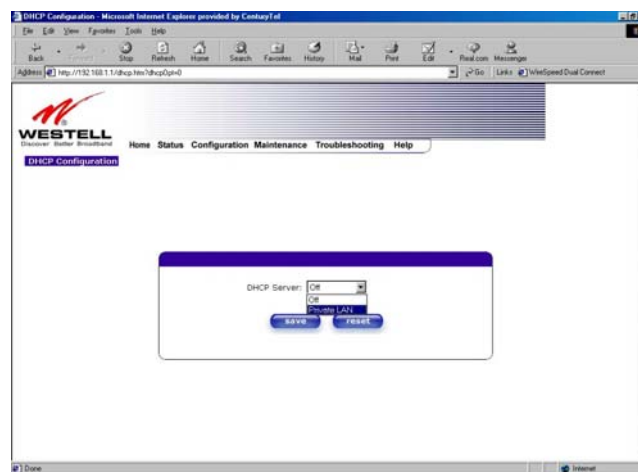 DHCP Configuration - Microsoft Internet Explorer provided by CenturyTel
File Edit View Favorites Tools Help
Back Forward Stop Refresh Home Search Favorites History Mail Print Edit Real.com Messenger
Address http://192.168.1.1/dhcp.htm?dhcpOpt=0 Go Links WireSpeed Dual Connect
WESTELL
Discover Better Broadband
Home Status Configuration Maintenance Troubleshooting Help
DHCP Configuration
DHCP Server: Off
Off
Private LAN
save reset
Done Internet